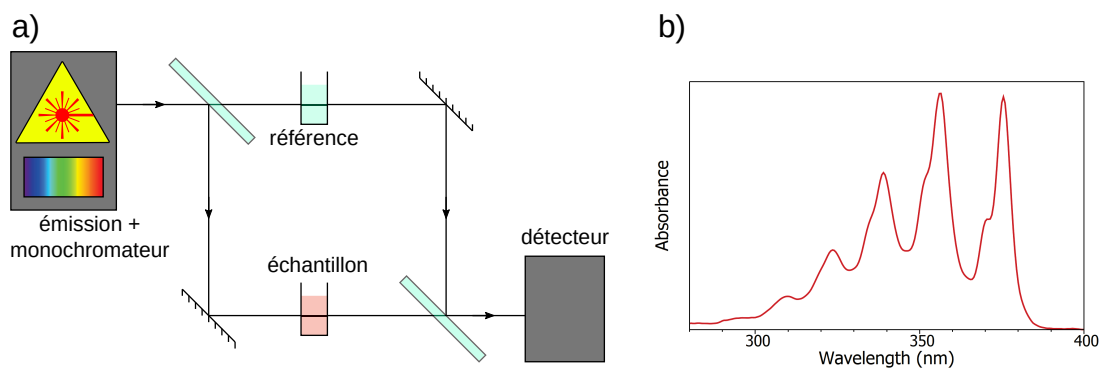 a)
référence
émission +
monochromateur
échantillon
détecteur
b)
Absorbance
300
350
400
Wavelength (nm)